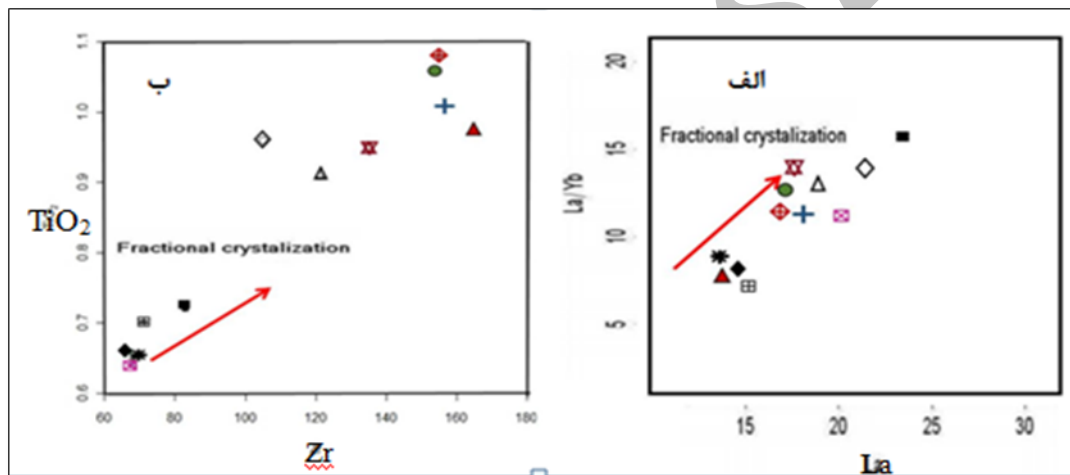 ب
Fractional crystalization
TiO2
1.1
1.0
0.9
0.8
0.7
0.6
60 80 100 120 140 160 180
Zr
الف
Fractional crystalization
La/Yb
20
15
10
5
15 20 25 30
La